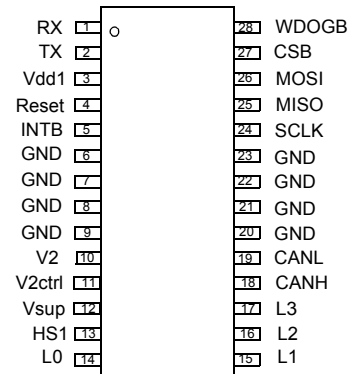 RX 1 28 WDOGB
TX 2 27 CSB
Vdd1 3 26 MOSI
Reset 4 25 MISO
INTB 5 24 SCLK
GND 6 23 GND
GND 7 22 GND
GND 8 21 GND
GND 9 20 GND
V2 10 19 CANL
V2ctrl 11 18 CANH
Vsup 12 17 L3
HS1 13 16 L2
L0 14 15 L1